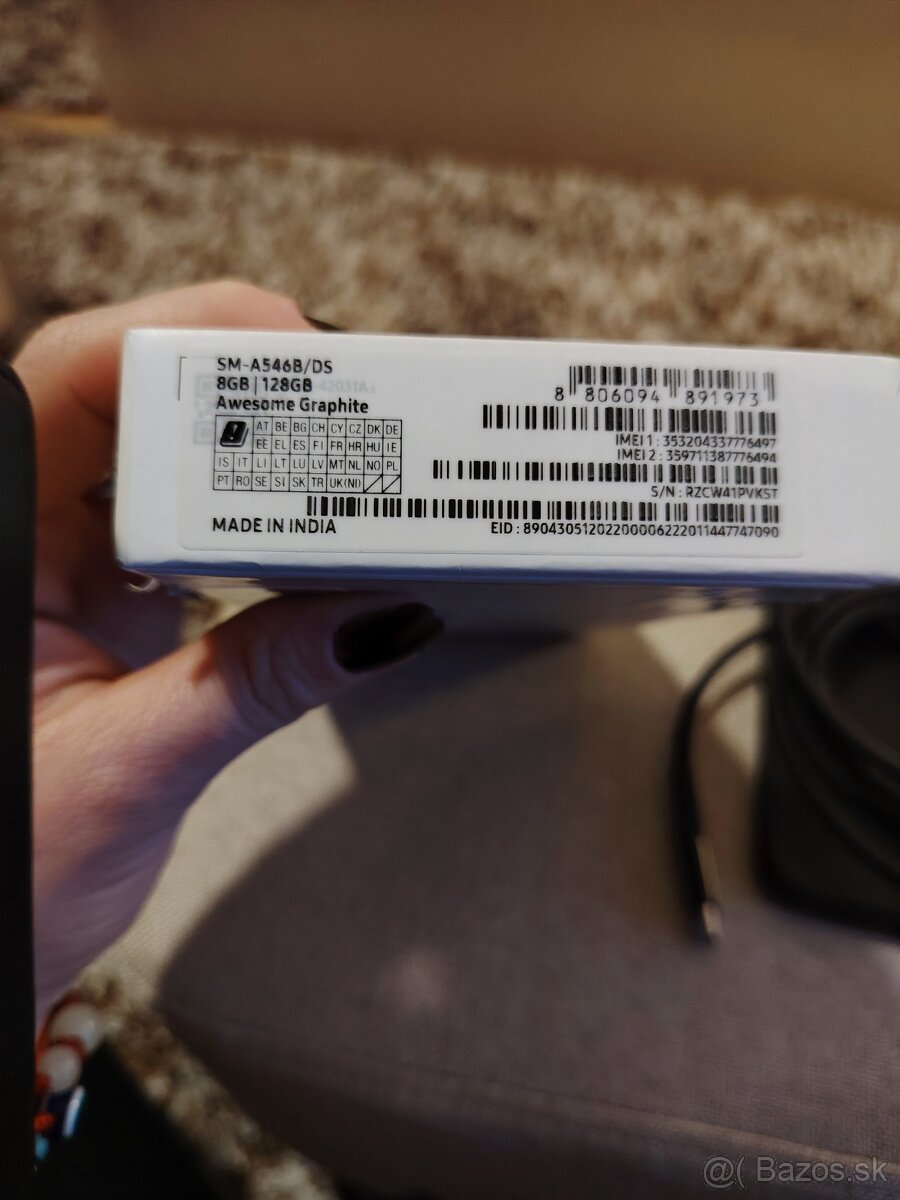 SM-A546B/DS
8GB | 128GB
Awesome Graphite
AT BE BG CH CY CZ DK DE
EE EL ES FI FR HR HU IE
IS IT LI LT LU LV MT NL NO PL
PT RO SE SI SK TR UK(NI)
MADE IN INDIA
8 806094 891973
IMEI 1 : 353204337776497
IMEI 2 : 359711387776494
S/N : RZCW41PVKST
EID : 89043051202200006222011447747090
@( Bazos.sk